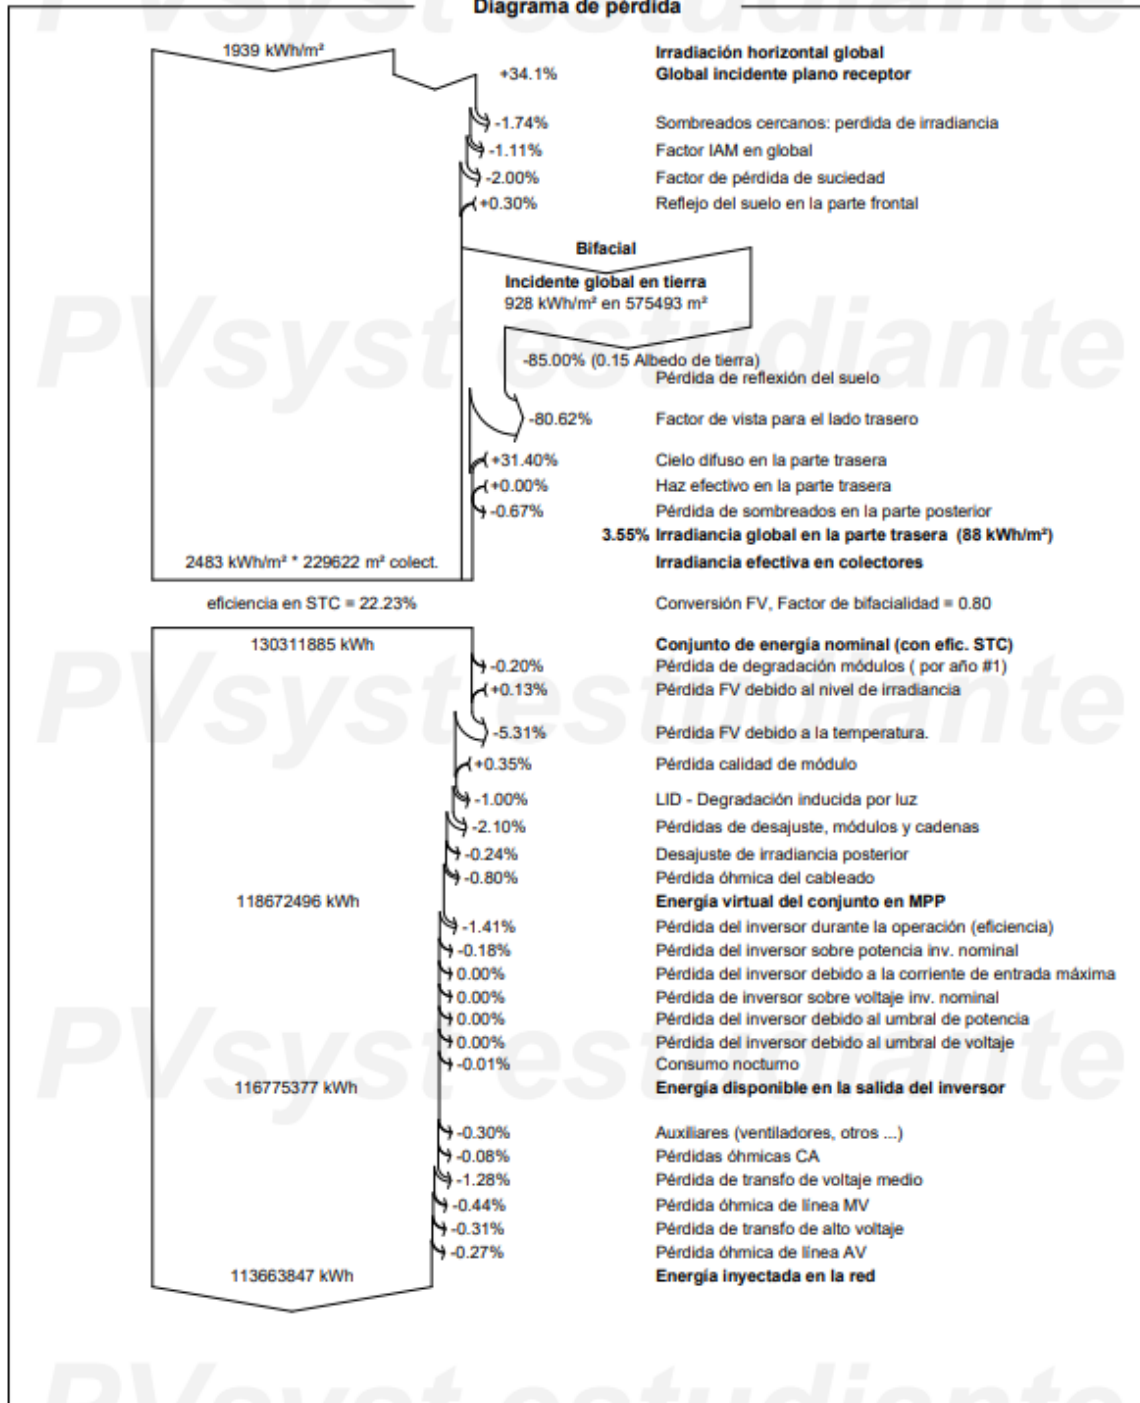 Diagrama de pérdida
1939 kWh/m² Irradiación horizontal global
+34.1% Global incidente plano receptor
-1.74% Sombreados cercanos: perdida de irradiancia
-1.11% Factor IAM en global
-2.00% Factor de pérdida de suciedad
+0.30% Reflejo del suelo en la parte frontal
Bifacial
Incidente global en tierra
928 kWh/m² en 575493 m²
-85.00% (0.15 Albedo de tierra)
Pérdida de reflexión del suelo
-80.62% Factor de vista para el lado trasero
+31.40% Cielo difuso en la parte trasera
+0.00% Haz efectivo en la parte trasera
-0.67% Pérdida de sombreados en la parte posterior
3.55% Irradiancia global en la parte trasera (88 kWh/m²)
2483 kWh/m² * 229622 m² colect. Irradiancia efectiva en colectores
eficiencia en STC = 22.23% Conversión FV, Factor de bifacialidad = 0.80
130311885 kWh Conjunto de energía nominal (con efic. STC)
-0.20% Pérdida de degradación módulos ( por año #1)
+0.13% Pérdida FV debido al nivel de irradiancia
-5.31% Pérdida FV debido a la temperatura.
+0.35% Pérdida calidad de módulo
-1.00% LID - Degradación inducida por luz
-2.10% Pérdidas de desajuste, módulos y cadenas
-0.24% Desajuste de irradiancia posterior
-0.80% Pérdida óhmica del cableado
118672496 kWh Energía virtual del conjunto en MPP
-1.41% Pérdida del inversor durante la operación (eficiencia)
-0.18% Pérdida del inversor sobre potencia inv. nominal
0.00% Pérdida del inversor debido a la corriente de entrada máxima
0.00% Pérdida de inversor sobre voltaje inv. nominal
0.00% Pérdida del inversor debido al umbral de potencia
0.00% Pérdida del inversor debido al umbral de voltaje
-0.01% Consumo nocturno
116775377 kWh Energía disponible en la salida del inversor
-0.30% Auxiliares (ventiladores, otros ...)
-0.08% Pérdidas óhmicas CA
-1.28% Pérdida de transfo de voltaje medio
-0.44% Pérdida óhmica de línea MV
-0.31% Pérdida de transfo de alto voltaje
-0.27% Pérdida óhmica de línea AV
113663847 kWh Energía inyectada en la red
PVsyst estudiante
PVsyst estudiante
PVsyst estudiante
PVsyst estudiante
PVsyst estudiante